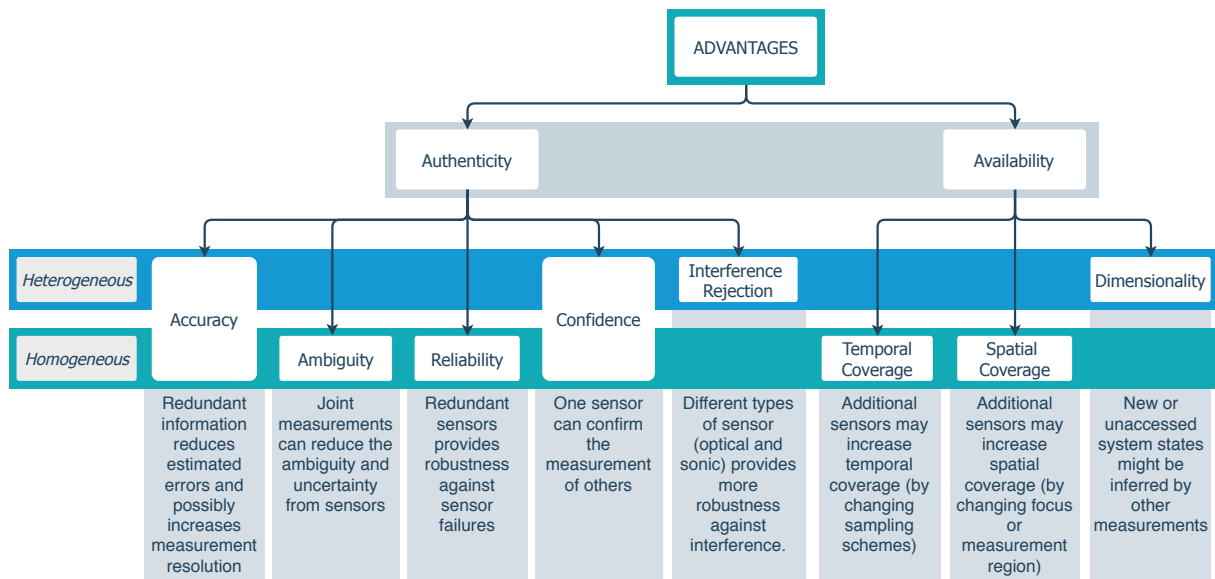 ADVANTAGES
Authenticity
Availability
Heterogeneous
Interference
Rejection
Dimensionality
Accuracy
Confidence
Homogeneous
Ambiguity
Reliability
Temporal
Coverage
Spatial
Coverage
Redundant
information
reduces
estimated
errors and
possibly
increases
measurement
resolution
Joint
measurements
can reduce the
ambiguity and
uncertainty
from sensors
Redundant
sensors
provides
robustness
against
sensor
failures
One sensor
can confirm
the
measurement
of others
Different types
of sensor
(optical and
sonic) provides
more
robustness
against
interference.
Additional
sensors may
increase
temporal
coverage (by
changing
sampling
schemes)
Additional
sensors may
increase
spatial
coverage (by
changing focus
or
measurement
region)
New or
unaccessed
system states
might be
inferred by
other
measurements